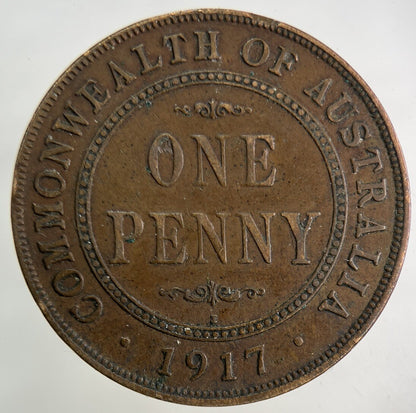 COMMONWEALTH OF AUSTRALIA
ONE
PENNY
I
· 1917 ·